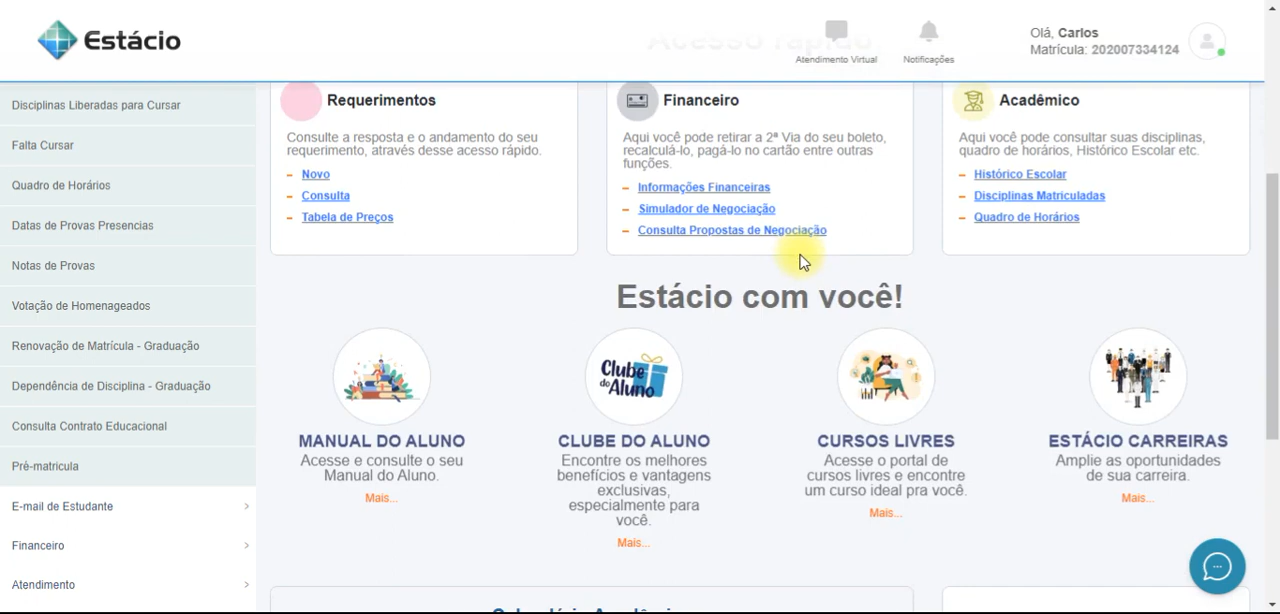 Estácio
Acesso rápido
Atendimento Virtual
Notificações
Olá, Carlos
Matrícula: 202007334124
Disciplinas Liberadas para Cursar
Falta Cursar
Quadro de Horários
Datas de Provas Presencias
Notas de Provas
Votação de Homenageados
Renovação de Matrícula - Graduação
Dependência de Disciplina - Graduação
Consulta Contrato Educacional
Pré-matricula
E-mail de Estudante
Financeiro
Atendimento
Requerimentos
Consulte a resposta e o andamento do seu
requerimento, através desse acesso rápido.
Novo
Consulta
Tabela de Preços
Financeiro
Aqui você pode retirar a 2ª Via do seu boleto,
recalculá-lo, pagá-lo no cartão entre outras
funções.
Informações Financeiras
Simulador de Negociação
Consulta Propostas de Negociação
Acadêmico
Aqui você pode consultar suas disciplinas,
quadro de horários, Histórico Escolar etc.
Histórico Escolar
Disciplinas Matriculadas
Quadro de Horários
Estácio com você!
MANUAL DO ALUNO
Acesse e consulte o seu
Manual do Aluno.
Mais...
Clube
do Aluno
CLUBE DO ALUNO
Encontre os melhores
benefícios e vantagens
exclusivas,
especialmente para
você.
Mais...
CURSOS LIVRES
Acesse o portal de
cursos livres e encontre
um curso ideal pra você.
Mais...
ESTÁCIO CARREIRAS
Amplie as oportunidades
de sua carreira.
Mais...